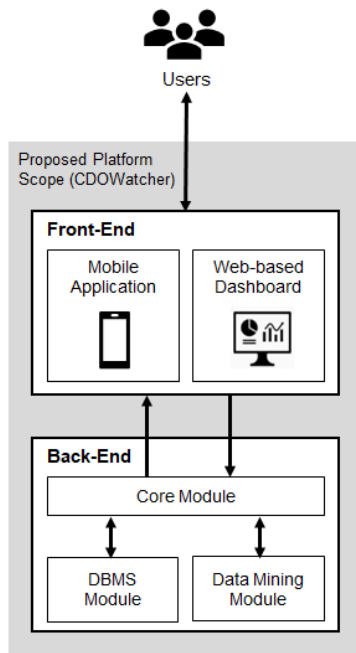 Users
Proposed Platform
Scope (CDOWatcher)
Front-End
Mobile
Application
Web-based
Dashboard
Back-End
Core Module
DBMS
Module
Data Mining
Module